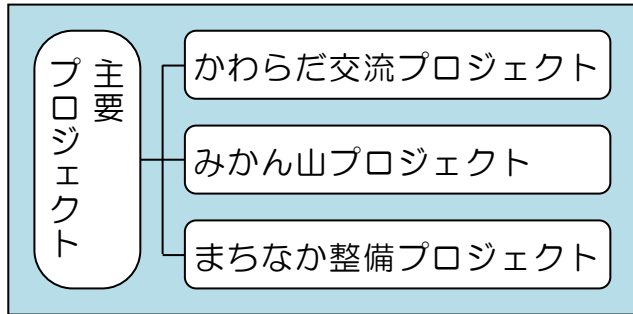 主要
プロジェクト
かわらだ交流プロジェクト
みかん山プロジェクト
まちなか整備プロジェクト